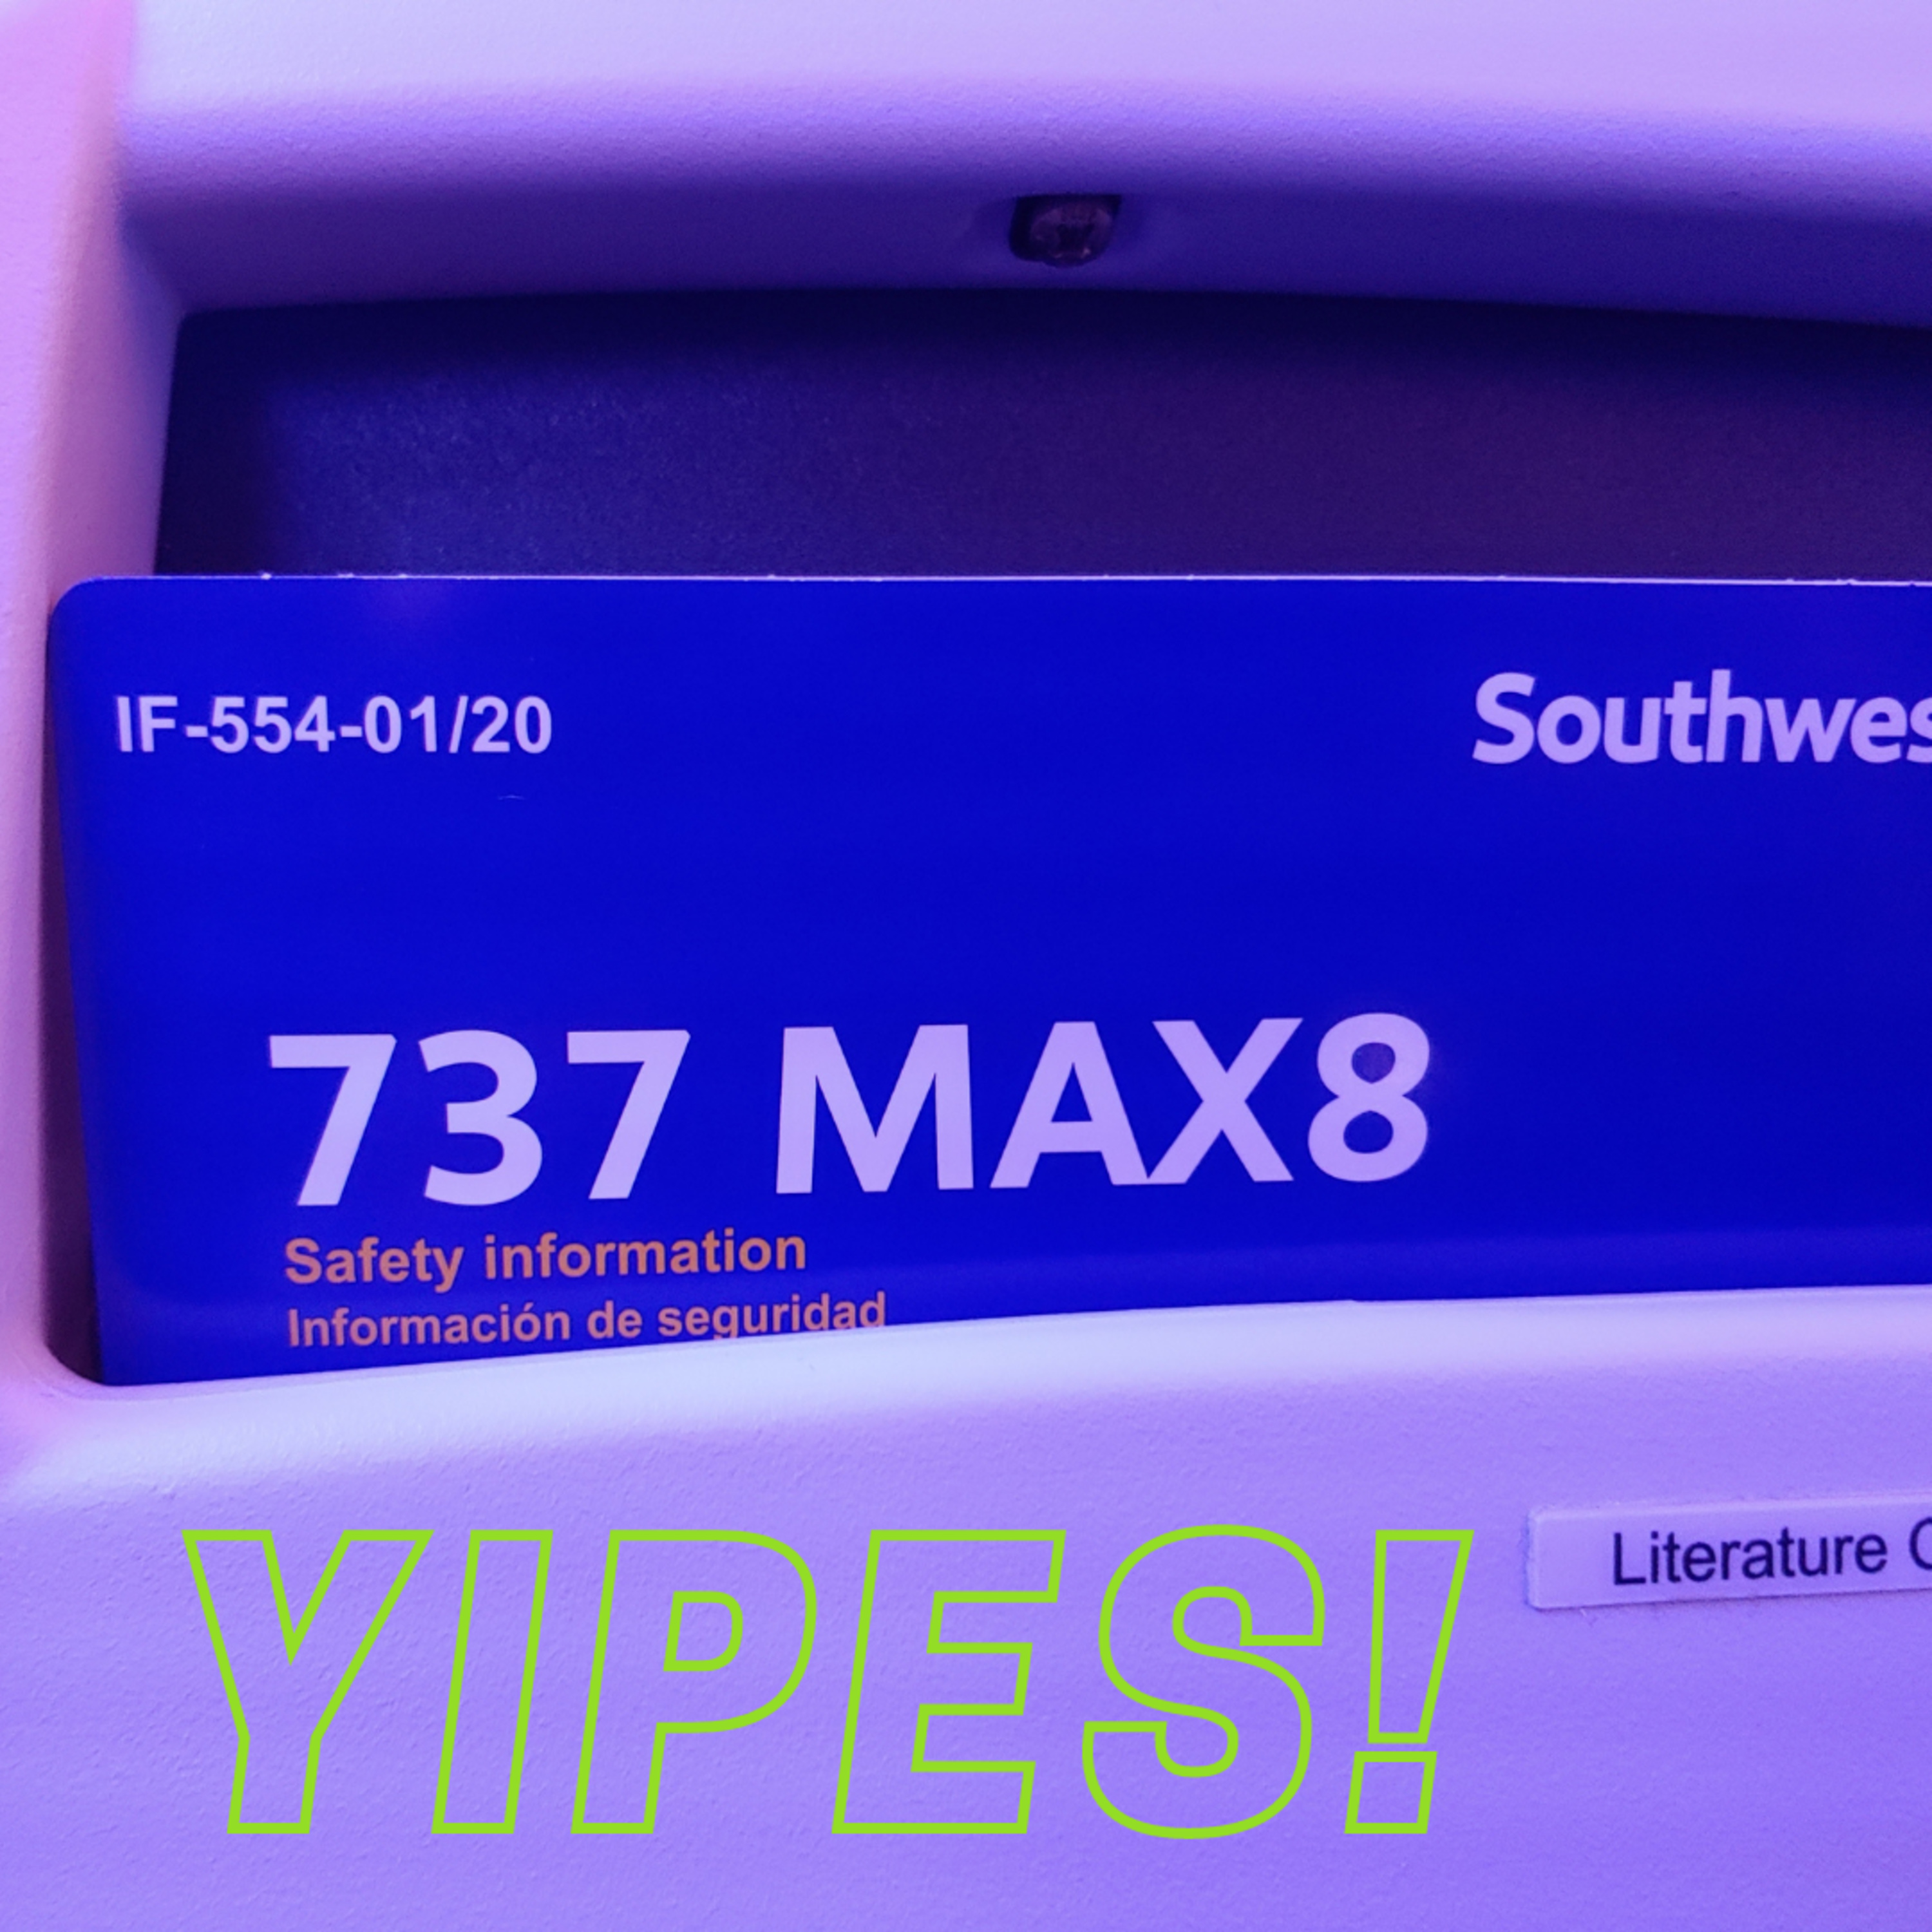 IF-554-01/20
Southwes
737 MAX8
Safety information
Información de seguridad
Literature
YIPES!